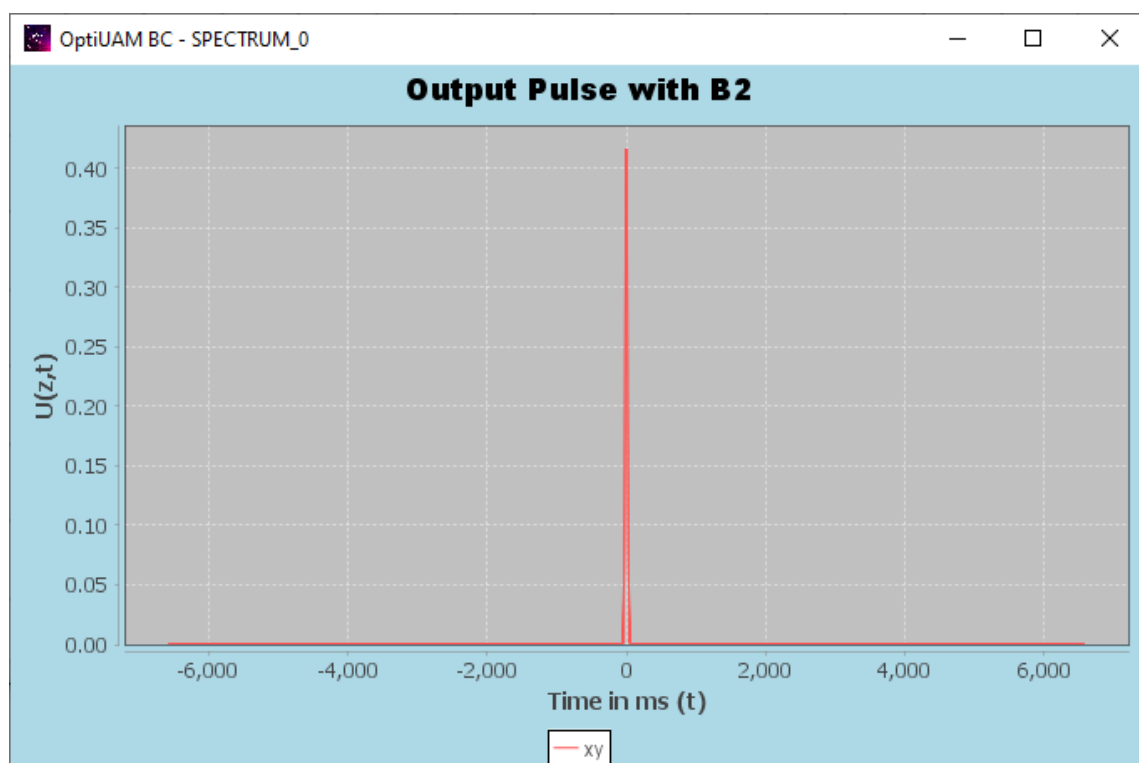 OptiUAM BC - SPECTRUM_0
Output Pulse with B2
U(z,t)
0.40
0.35
0.30
0.25
0.20
0.15
0.10
0.05
0.00
-6,000 -4,000 -2,000 0 2,000 4,000 6,000
Time in ms (t)
xy